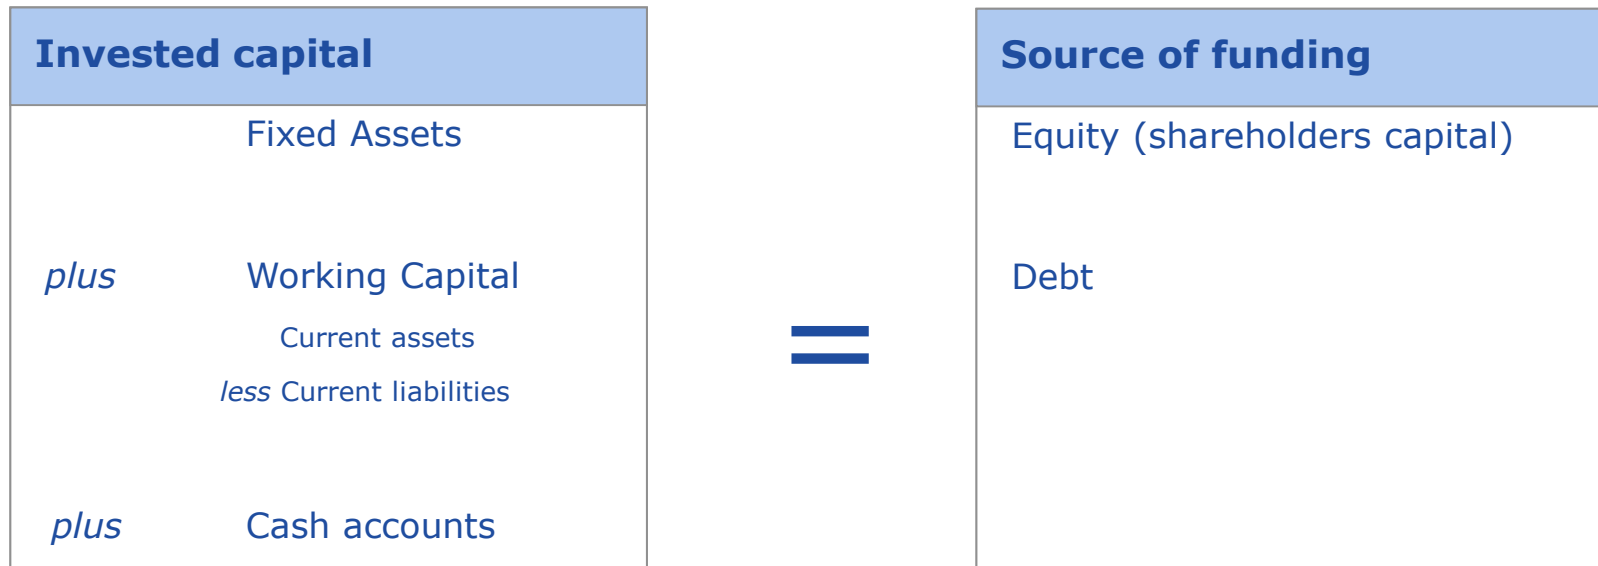 Invested capital
Fixed Assets
plus Working Capital
Current assets
less Current liabilities
plus Cash accounts
=
Source of funding
Equity (shareholders capital)
Debt